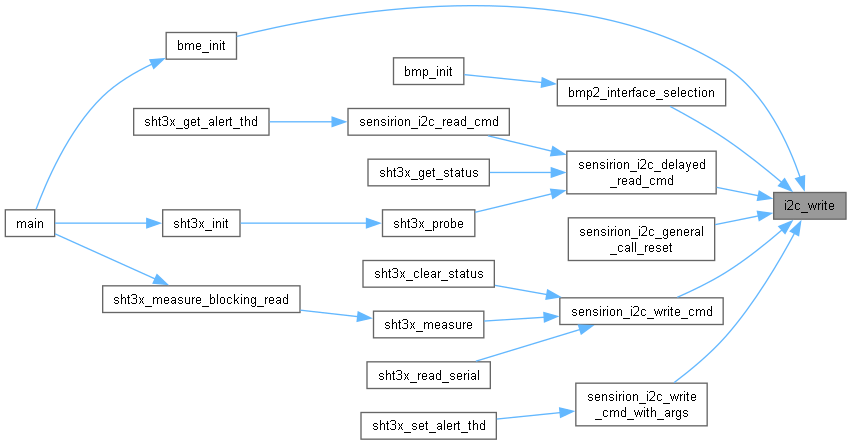 bme_init
bmp_init
bmp2_interface_selection
sht3x_get_alert_thd
sensirion_i2c_read_cmd
sht3x_get_status
sensirion_i2c_delayed
_read_cmd
i2c_write
main
sht3x_init
sht3x_probe
sensirion_i2c_general
_call_reset
sht3x_clear_status
sht3x_measure_blocking_read
sensirion_i2c_write_cmd
sht3x_measure
sht3x_read_serial
sensirion_i2c_write
_cmd_with_args
sht3x_set_alert_thd